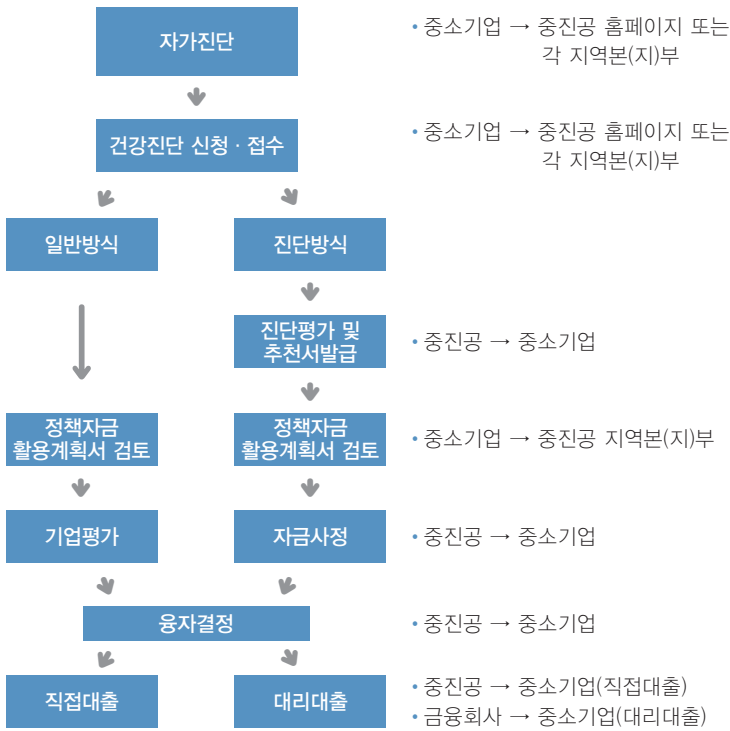 자가진단
• 중소기업 → 중진공 홈페이지 또는
각 지역본(지)부
건강진단 신청 · 접수
• 중소기업 → 중진공 홈페이지 또는
각 지역본(지)부
일반방식
진단방식
진단평가 및
추천서발급
• 중진공 → 중소기업
정책자금
활용계획서 검토
정책자금
활용계획서 검토
• 중소기업 → 중진공 지역본(지)부
기업평가
자금사정
• 중진공 → 중소기업
융자결정
• 중진공 → 중소기업
직접대출
대리대출
• 중진공 → 중소기업(직접대출)
• 금융회사 → 중소기업(대리대출)